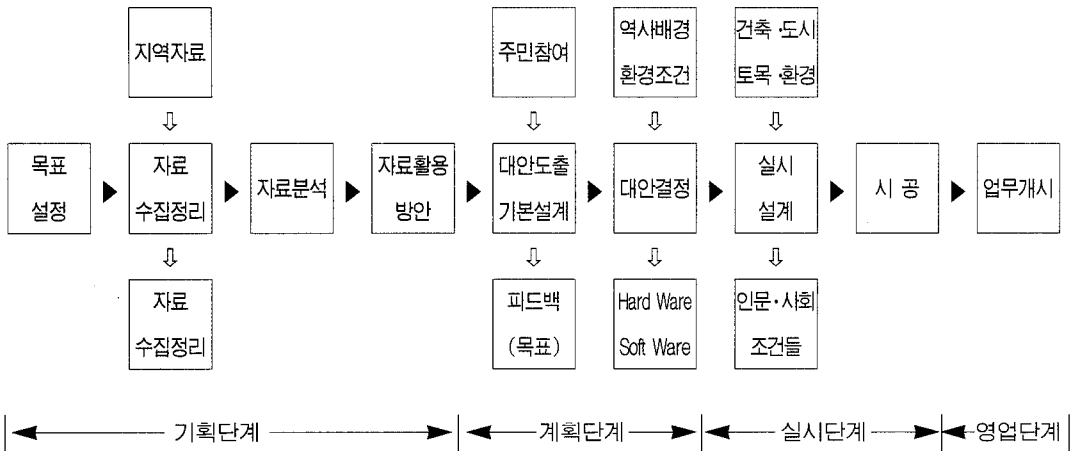 지역자료
주민참여
역사배경
환경조건
건축·도시
토목·환경
목표
설정
자료
수집정리
자료분석
자료활용
방안
대안도출
기본설계
대안결정
실시
설계
시 공
업무개시
자료
수집정리
피드백
(목표)
Hard Ware
Soft Ware
인문·사회
조건들
기획단계
계획단계
실시단계
영업단계